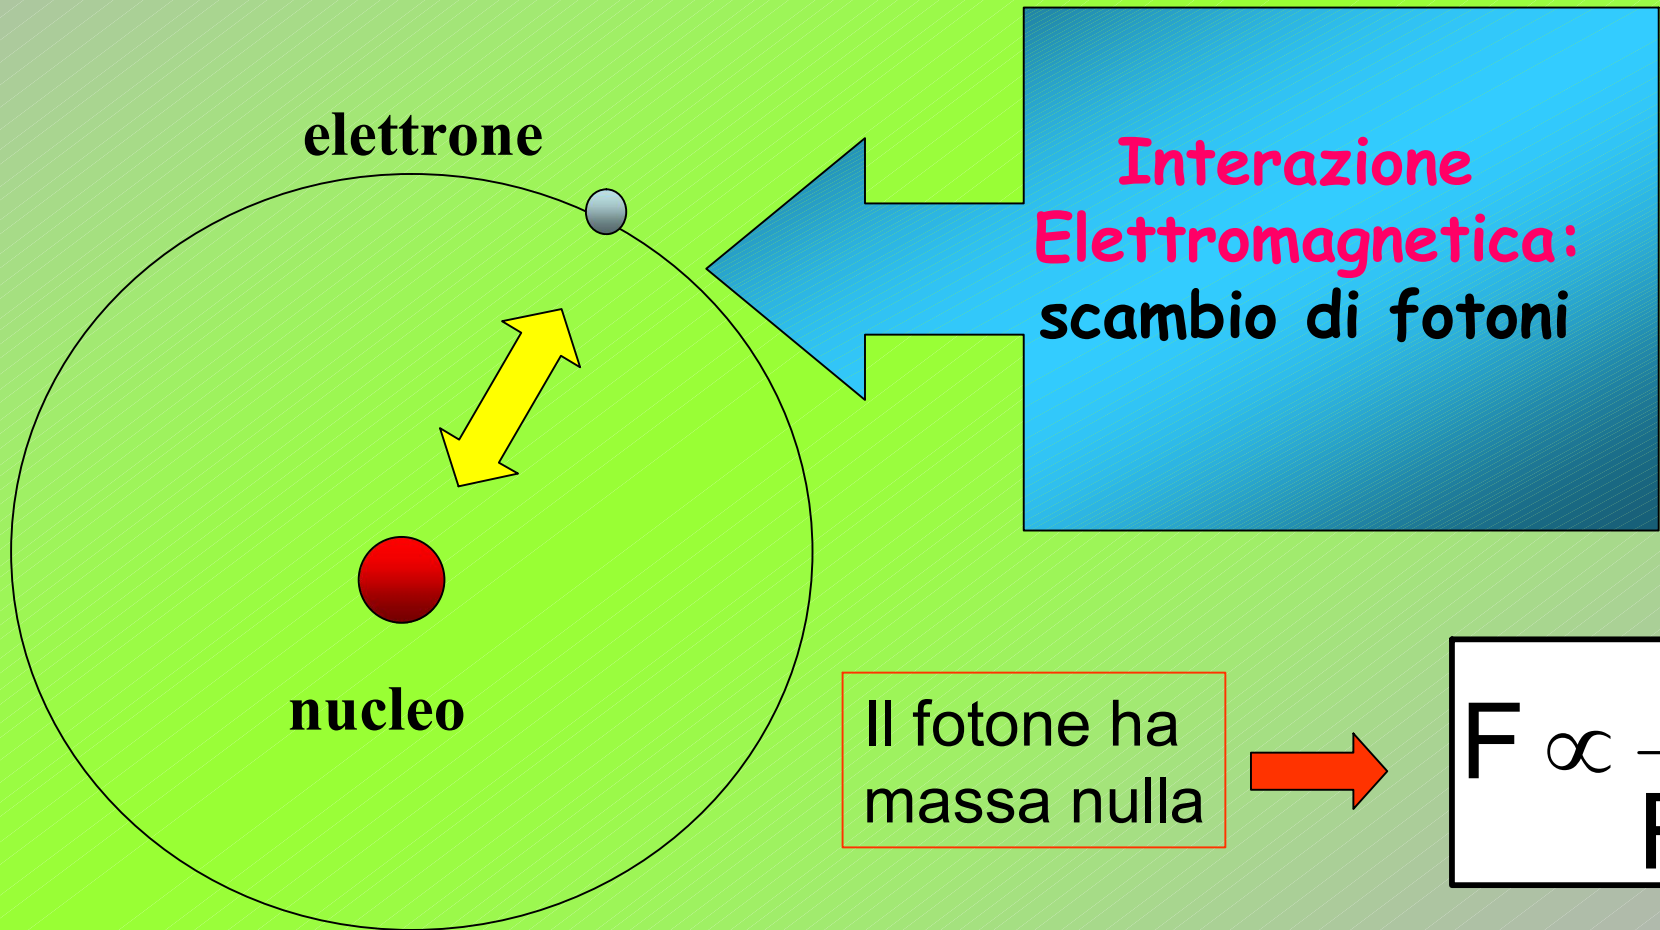 elettrone
Interazione
Elettromagnetica:
scambio di fotoni
nucleo
Il fotone ha
massa nulla
F ∝